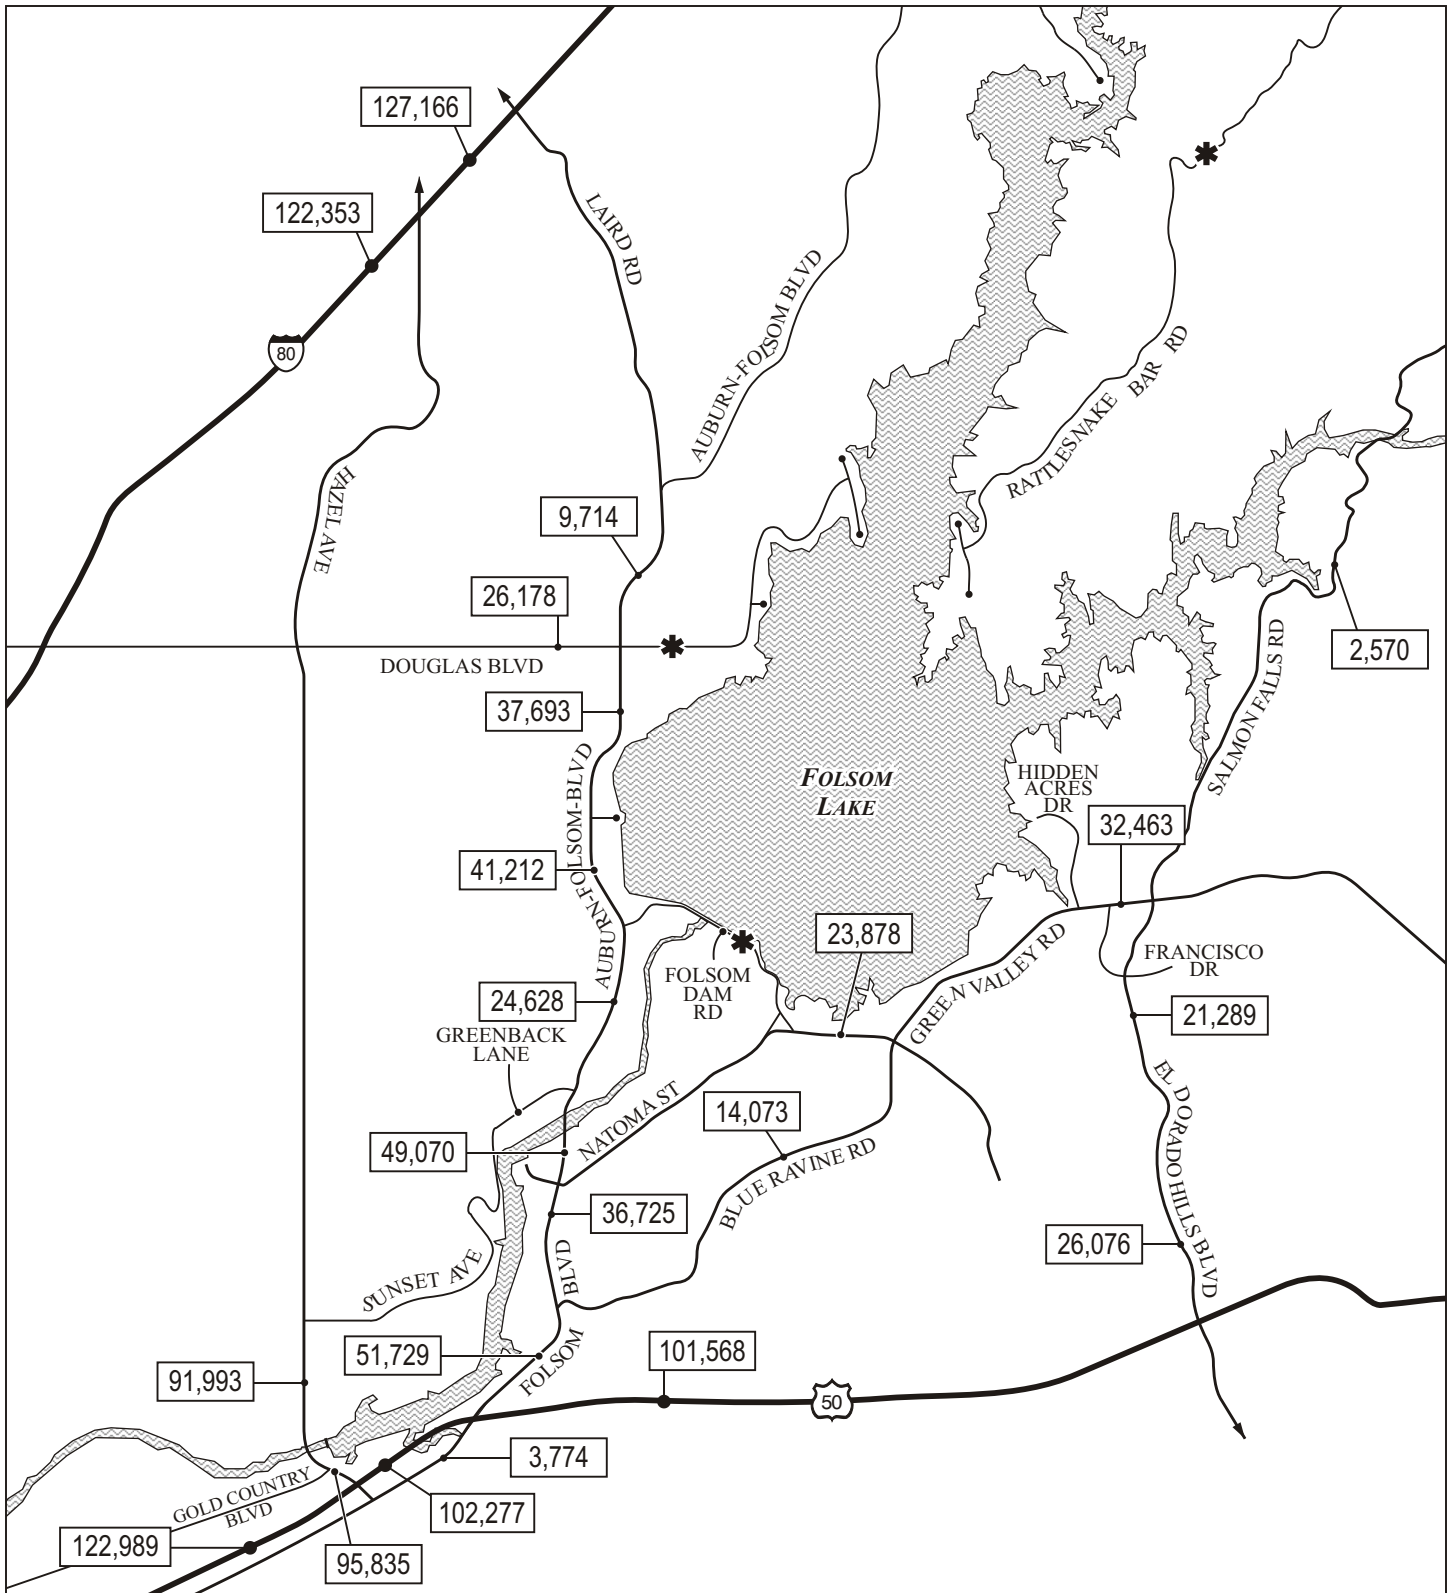 127,166
122,353
80
LAIRD RD
AUBURN-FOLSOM BLVD
RATTLESNAKE BAR RD
HAZEL AVE
9,714
26,178
DOUGLAS BLVD
37,693
2,570
SALMON FALLS RD
AUBURN-FOLSOM-BLVD
FOLSOM
LAKE
HIDDEN
ACRES
DR
32,463
41,212
23,878
FOLSOM
DAM
RD
GREEN VALLEY RD
FRANCISCO
DR
24,628
21,289
GREENBACK
LANE
NATOMA ST
14,073
EL DORADO HILLS BLVD
49,070
BLUE RAVINE RD
36,725
26,076
SUNSET AVE
FOLSOM BLVD
51,729
101,568
91,993
50
3,774
GOLD COUNTRY
BLVD
102,277
122,989
95,835